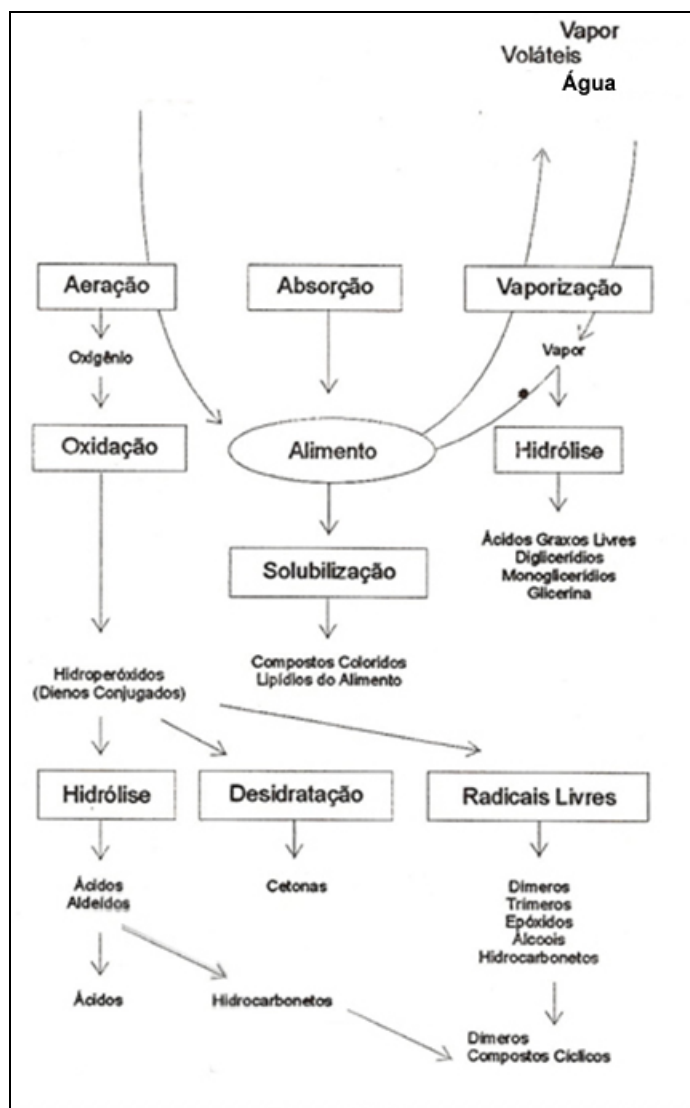 Vapor
Voláteis
Água
Aeração
Absorção
Vaporização
Oxigênio
Vapor
Oxidação
Alimento
Hidrólise
Ácidos Graxos Livres
Diglicerídios
Monoglicerídios
Glicerina
Solubilização
Compostos Coloridos
Lipídios do Alimento
Hidroperóxidos
(Dienos Conjugados)
Hidrólise
Desidratação
Radicais Livres
Ácidos
Aldeídos
Cetonas
Dímeros
Trímeros
Epóxidos
Álcoois
Hidrocarbonetos
Ácidos
Hidrocarbonetos
Dímeros
Compostos Cíclicos